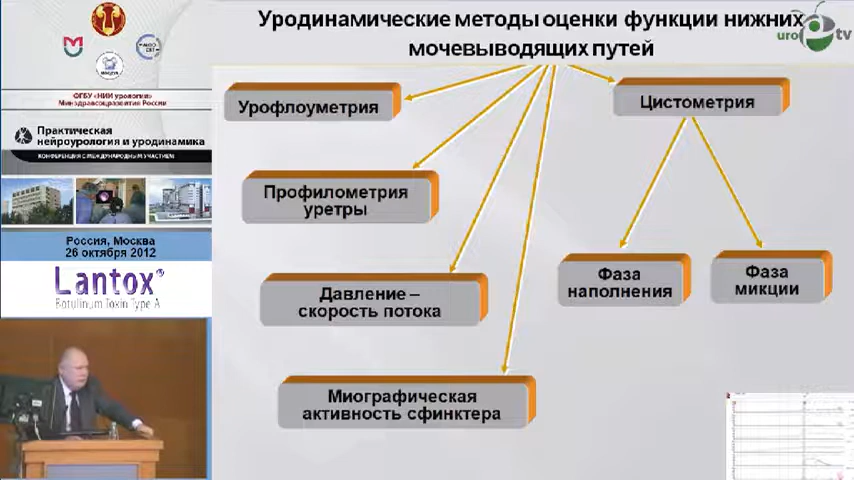 Уродинамические методы оценки функции нижних
мочевыводящих путей
uro
tv
ФГБУ «НИИ урологии»
Минздравсоцразвития России
Практическая
нейроурология и уродинамика
КОНФЕРЕНЦИЯ С МЕЖДУНАРОДНЫМ УЧАСТИЕМ
Россия, Москва
26 октября 2012
Lantox®
Botulinum Toxin Type A
Урофлоуметрия
Цистометрия
Профилометрия
уретры
Давление –
скорость потока
Фаза
наполнения
Фаза
микции
Миографическая
активность сфинктера